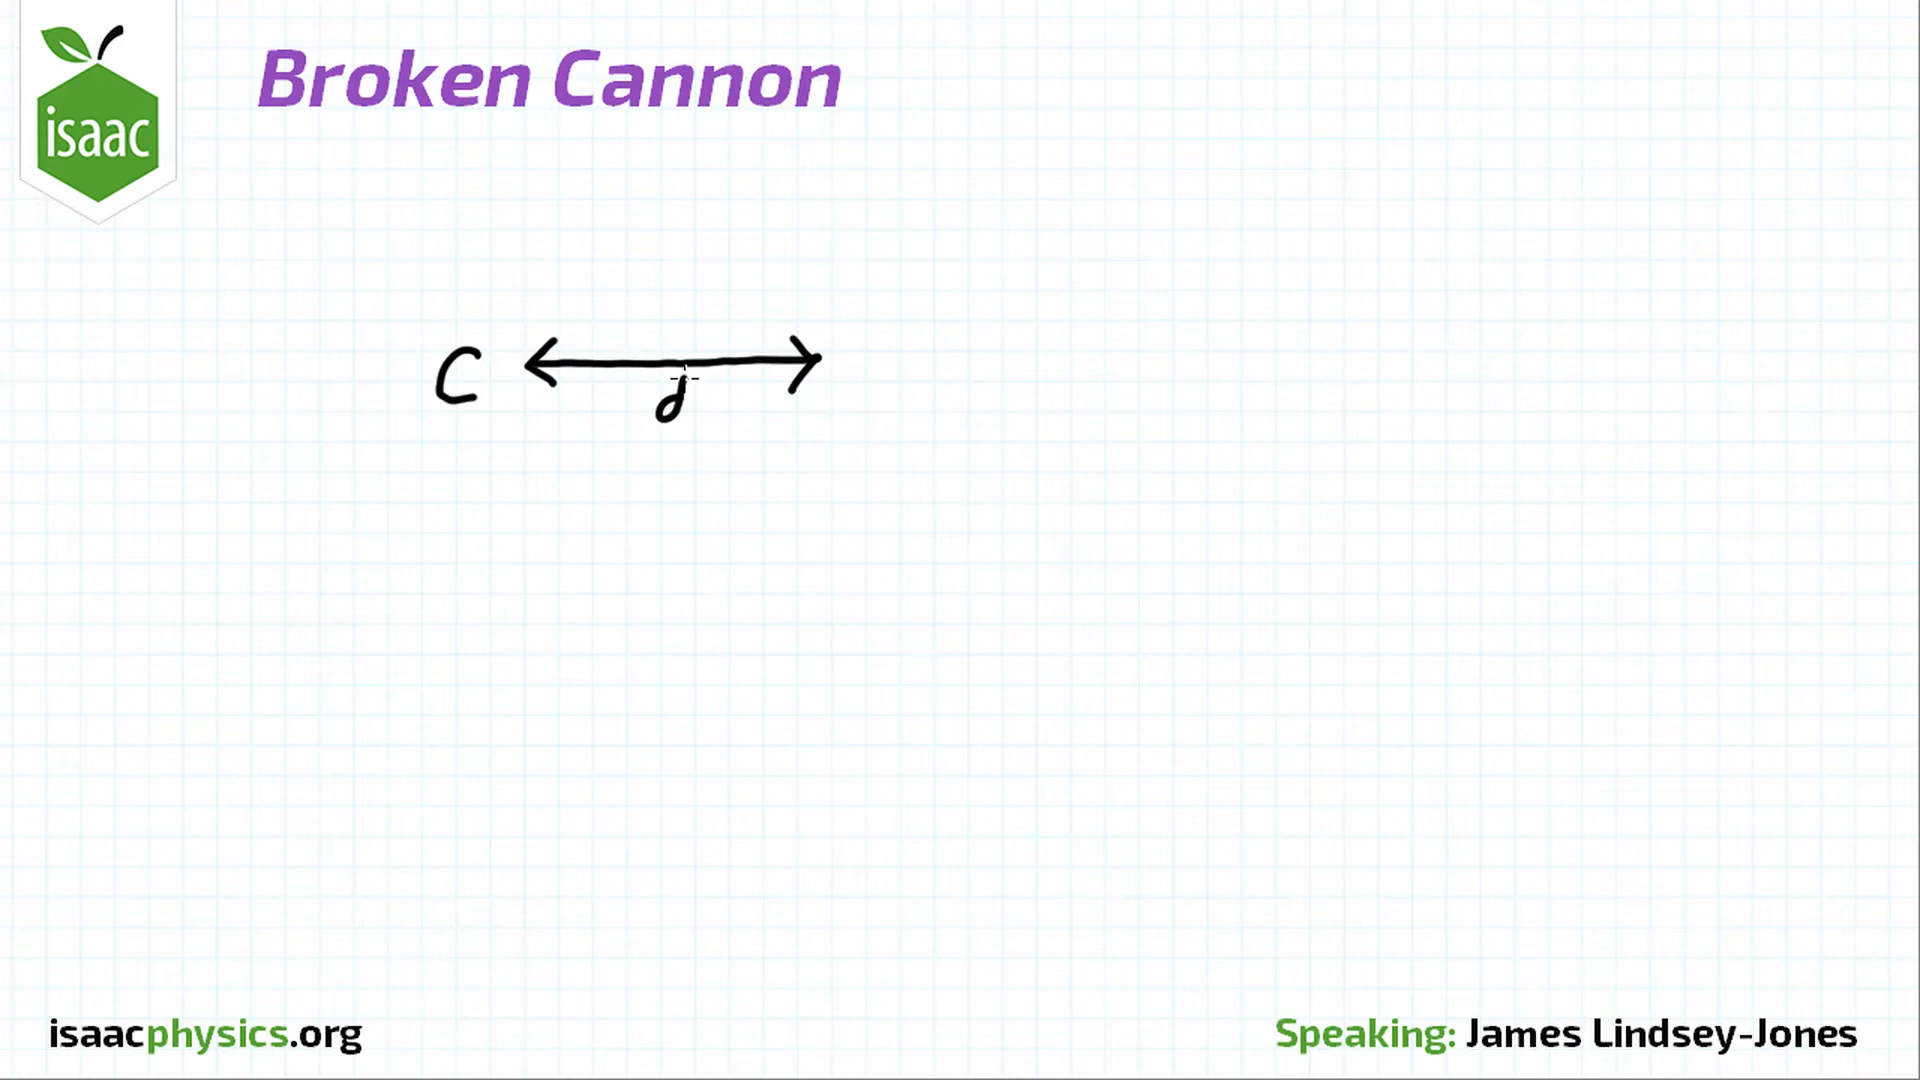 Broken Cannon
isaac
C
d
isaacphysics.org
Speaking: James Lindsey-Jones